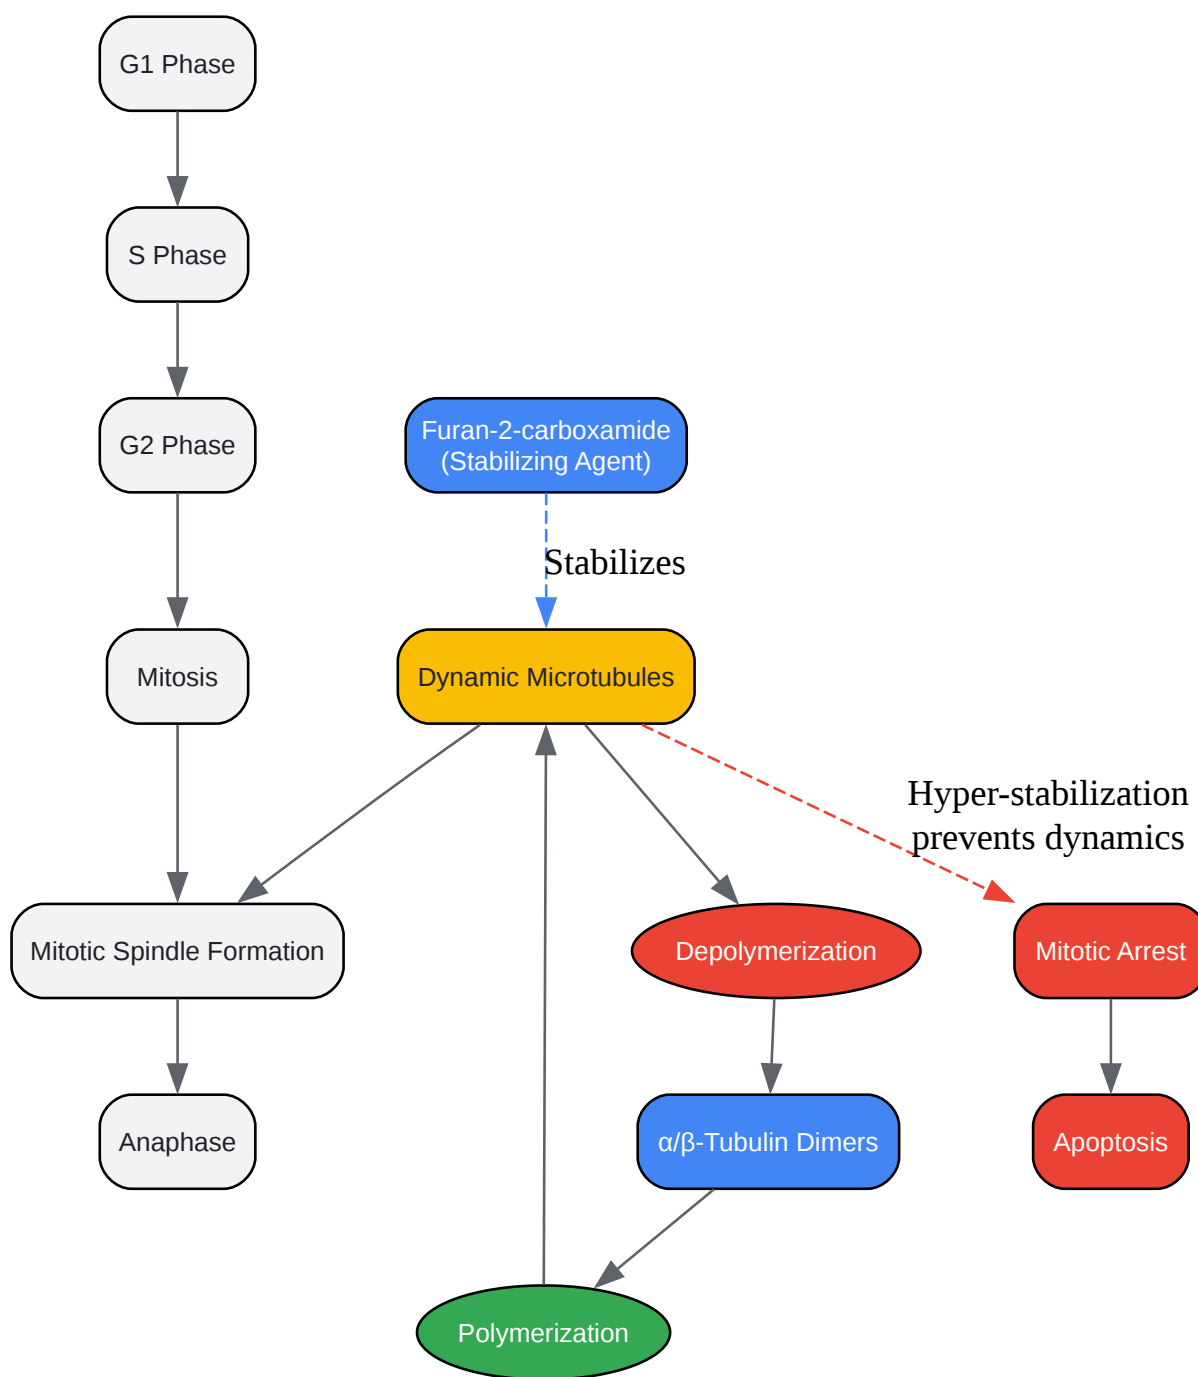 G1 Phase
S Phase
G2 Phase
Furan-2-carboxamide
(Stabilizing Agent)
Stabilizes
Mitosis
Dynamic Microtubules
Hyper-stabilization
prevents dynamics
Mitotic Spindle Formation
Depolymerization
Mitotic Arrest
Anaphase
α/β-Tubulin Dimers
Apoptosis
Polymerization